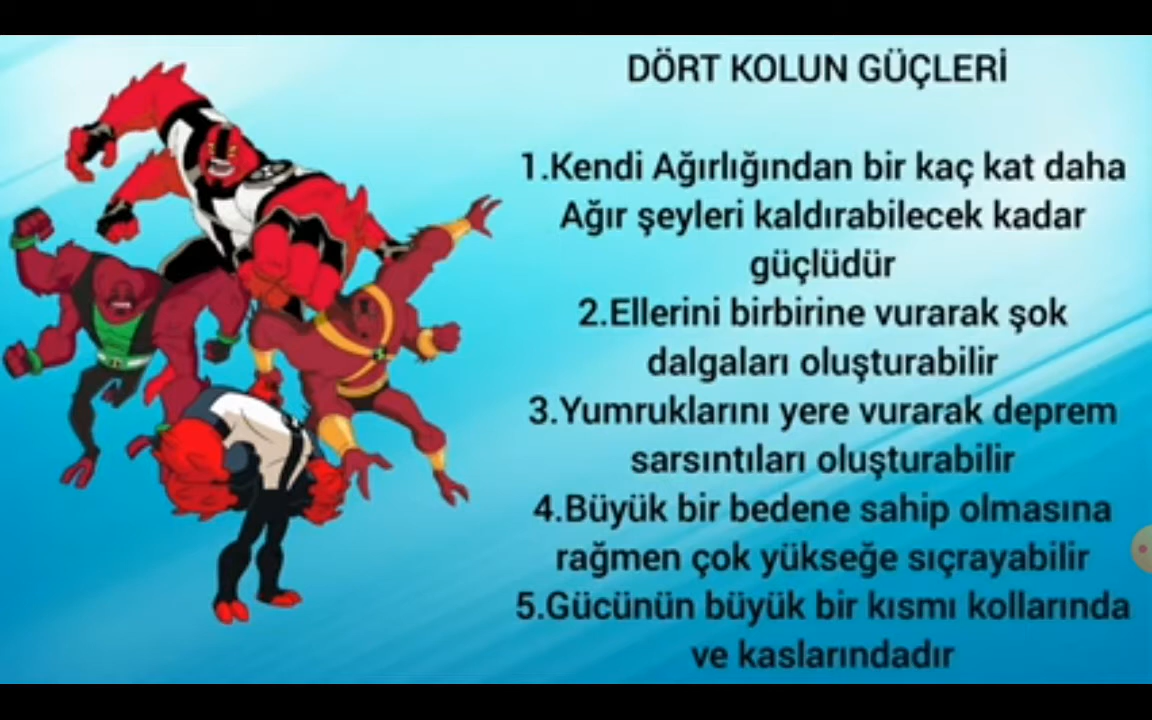 DÖRT KOLUN GÜÇLERİ
1.Kendi Ağırlığından bir kaç kat daha
Ağır şeyleri kaldırabilecek kadar
güçlüdür
2.Ellerini birbirine vurarak şok
dalgaları oluşturabilir
3.Yumruklarını yere vurarak deprem
sarsıntıları oluşturabilir
4.Büyük bir bedene sahip olmasına
rağmen çok yükseğe sıçrayabilir
5.Gücünün büyük bir kısmı kollarında
ve kaslarındadır